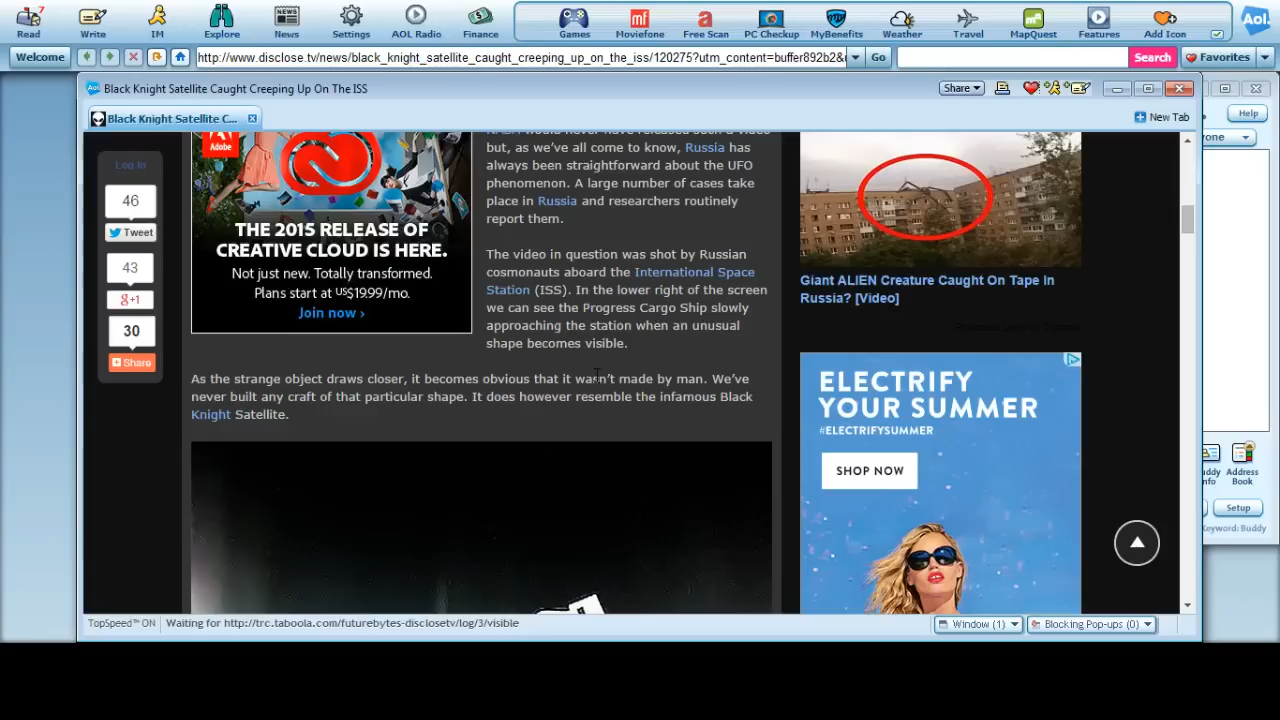 7
Read
Write
IM
Explore
News
Settings
AOL Radio
Finance
Games
Moviefone
Free Scan
PC Checkup
MyBenefits
Weather
Travel
MapQuest
Features
Add Icon
Aol.
Welcome
http://www.disclose.tv/news/black_knight_satellite_caught_creeping_up_on_the_iss/120275?utm_content=buffer892b2&
Go
Search
Favorites
Black Knight Satellite Caught Creeping Up On The ISS
Share
Help
Black Knight Satellite C...
New Tab
Log In
46
Tweet
43
g+1
30
Share
Adobe
THE 2015 RELEASE OF
CREATIVE CLOUD IS HERE.
Not just new. Totally transformed.
Plans start at US$19.99/mo.
Join now ›
NASA would never have released such a video
but, as we've all come to know, Russia has
always been straightforward about the UFO
phenomenon. A large number of cases take
place in Russia and researchers routinely
report them.
The video in question was shot by Russian
cosmonauts aboard the International Space
Station (ISS). In the lower right of the screen
we can see the Progress Cargo Ship slowly
approaching the station when an unusual
shape becomes visible.
As the strange object draws closer, it becomes obvious that it wasn't made by man. We've
never built any craft of that particular shape. It does however resemble the infamous Black
Knight Satellite.
Giant ALIEN Creature Caught On Tape In
Russia? [Video]
ELECTRIFY
YOUR SUMMER
#ELECTRIFYSUMMER
SHOP NOW
Address
Book
Setup
Keyword: Buddy
TopSpeed™ ON
Waiting for http://trc.taboola.com/futurebytes-disclosetv/log/3/visible
Window (1)
Blocking Pop-ups (0)